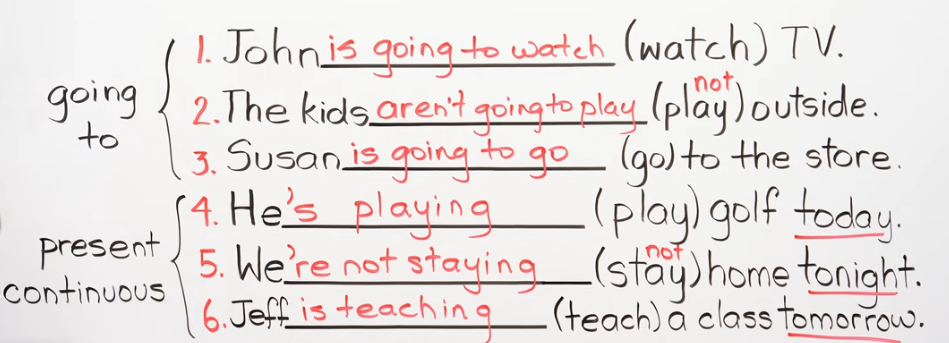 going
to
1. John is going to watch (watch) TV.
not
2. The kids aren't going to play (play) outside.
3. Susan is going to go (go) to the store.
present
continuous
4. He's playing (play) golf today.
not
5. We're not staying (stay) home tonight.
6. Jeff is teaching (teach) a class tomorrow.